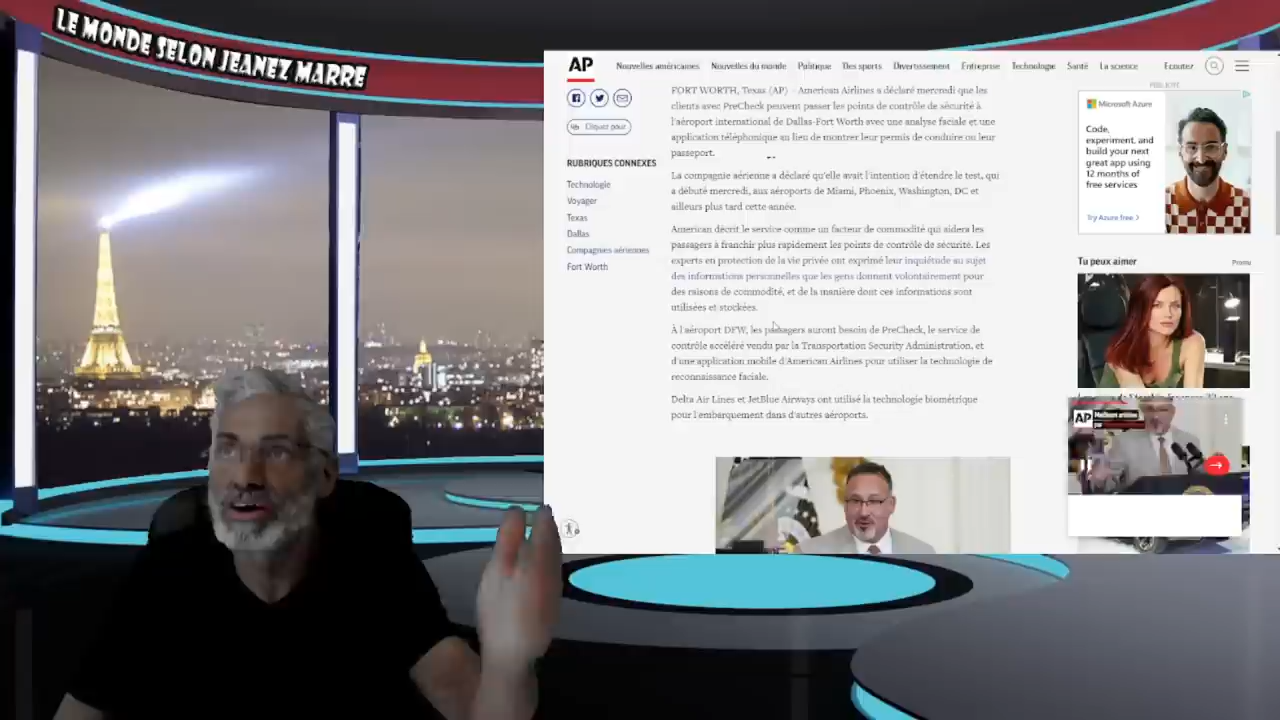 LE MONDE SELON JEANEZ MARRE
AP
Nouvelles américaines Nouvelles du monde Politique Des sports Divertissement Entreprise Technologie Santé La science Ecoutez
Cliquez pour
RUBRIQUES CONNEXES
Technologie
Voyager
Texas
Dallas
Compagnies aériennes
Fort Worth
FORT WORTH, Texas (AP) – American Airlines a déclaré mercredi que les
clients avec PreCheck peuvent passer les points de contrôle de sécurité à
l'aéroport international de Dallas-Fort Worth avec une analyse faciale et une
application téléphonique au lieu de montrer leur permis de conduire ou leur
passeport.
La compagnie aérienne a déclaré qu'elle avait l'intention d'étendre le test, qui
a débuté mercredi, aux aéroports de Miami, Phoenix, Washington, DC et
ailleurs plus tard cette année.
American décrit le service comme un facteur de commodité qui aidera les
passagers à franchir plus rapidement les points de contrôle de sécurité. Les
experts en protection de la vie privée ont exprimé leur inquiétude au sujet
des informations personnelles que les gens donnent volontairement pour
des raisons de commodité, et de la manière dont ces informations sont
utilisées et stockées.
À l'aéroport DFW, les passagers auront besoin de PreCheck, le service de
contrôle accéléré vendu par la Transportation Security Administration, et
d'une application mobile d'American Airlines pour utiliser la technologie de
reconnaissance faciale.
Delta Air Lines et JetBlue Airways ont utilisé la technologie biométrique
pour l'embarquement dans d'autres aéroports.
PUBLICITÉ
Microsoft Azure
Code,
experiment, and
build your next
great app using
12 months of
free services
Try Azure free >
Tu peux aimer
Promu
AP
Meilleurs articles
par